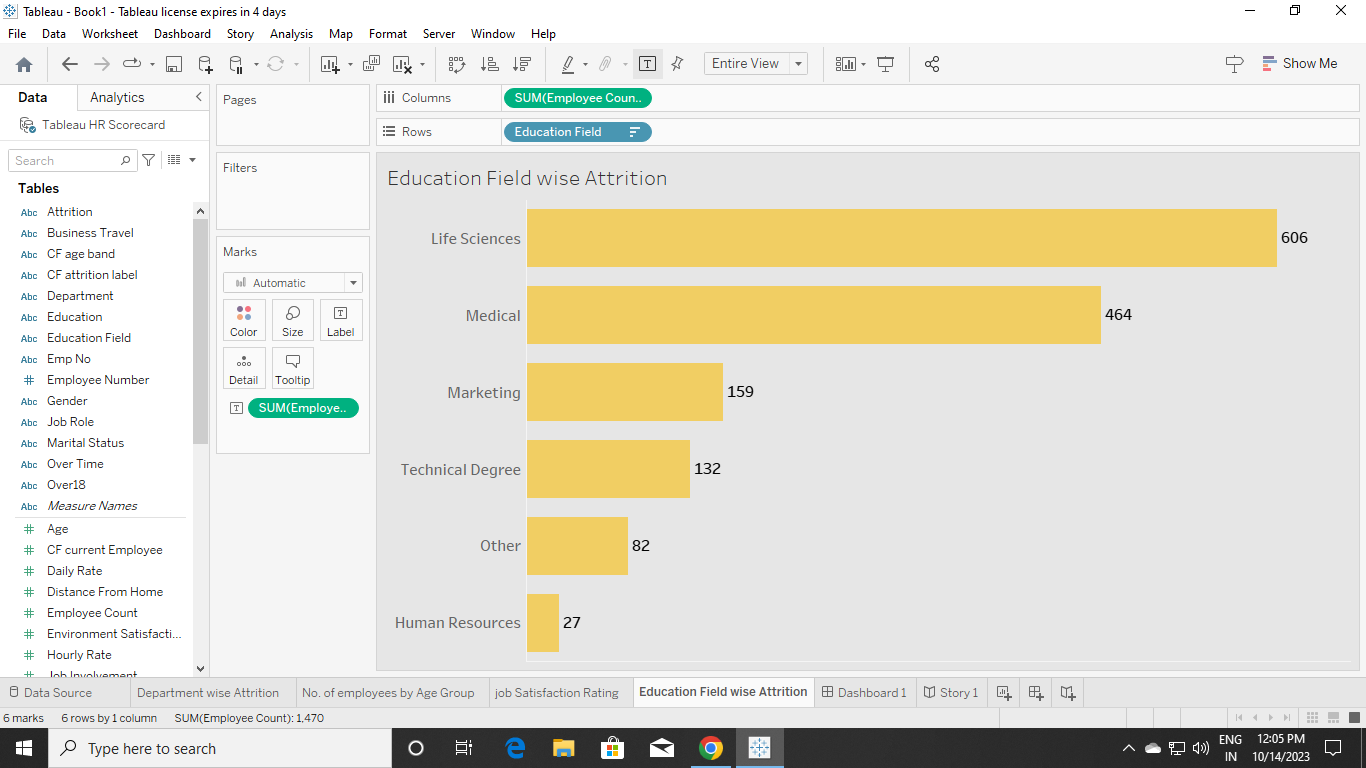 Tableau - Book1 - Tableau license expires in 4 days
File Data Worksheet Dashboard Story Analysis Map Format Server Window Help
Entire View
Show Me
Data Analytics
Tableau HR Scorecard
Search
Tables
Abc Attrition
Abc Business Travel
Abc CF age band
Abc CF attrition label
Abc Department
Abc Education
Abc Education Field
Abc Emp No
# Employee Number
Abc Gender
Abc Job Role
Abc Marital Status
Abc Over Time
Abc Over18
Abc Measure Names
# Age
# CF current Employee
# Daily Rate
# Distance From Home
# Employee Count
# Environment Satisfacti...
# Hourly Rate
# Job Involvement
Pages
Filters
Marks
Automatic
Color Size Label
Detail Tooltip
SUM(Employe..
Columns SUM(Employee Coun..
Rows Education Field
Education Field wise Attrition
Life Sciences 606
Medical 464
Marketing 159
Technical Degree 132
Other 82
Human Resources 27
Data Source Department wise Attrition No. of employees by Age Group job Satisfaction Rating Education Field wise Attrition Dashboard 1 Story 1
6 marks 6 rows by 1 column SUM(Employee Count): 1,470
Type here to search
ENG
IN
12:05 PM
10/14/2023